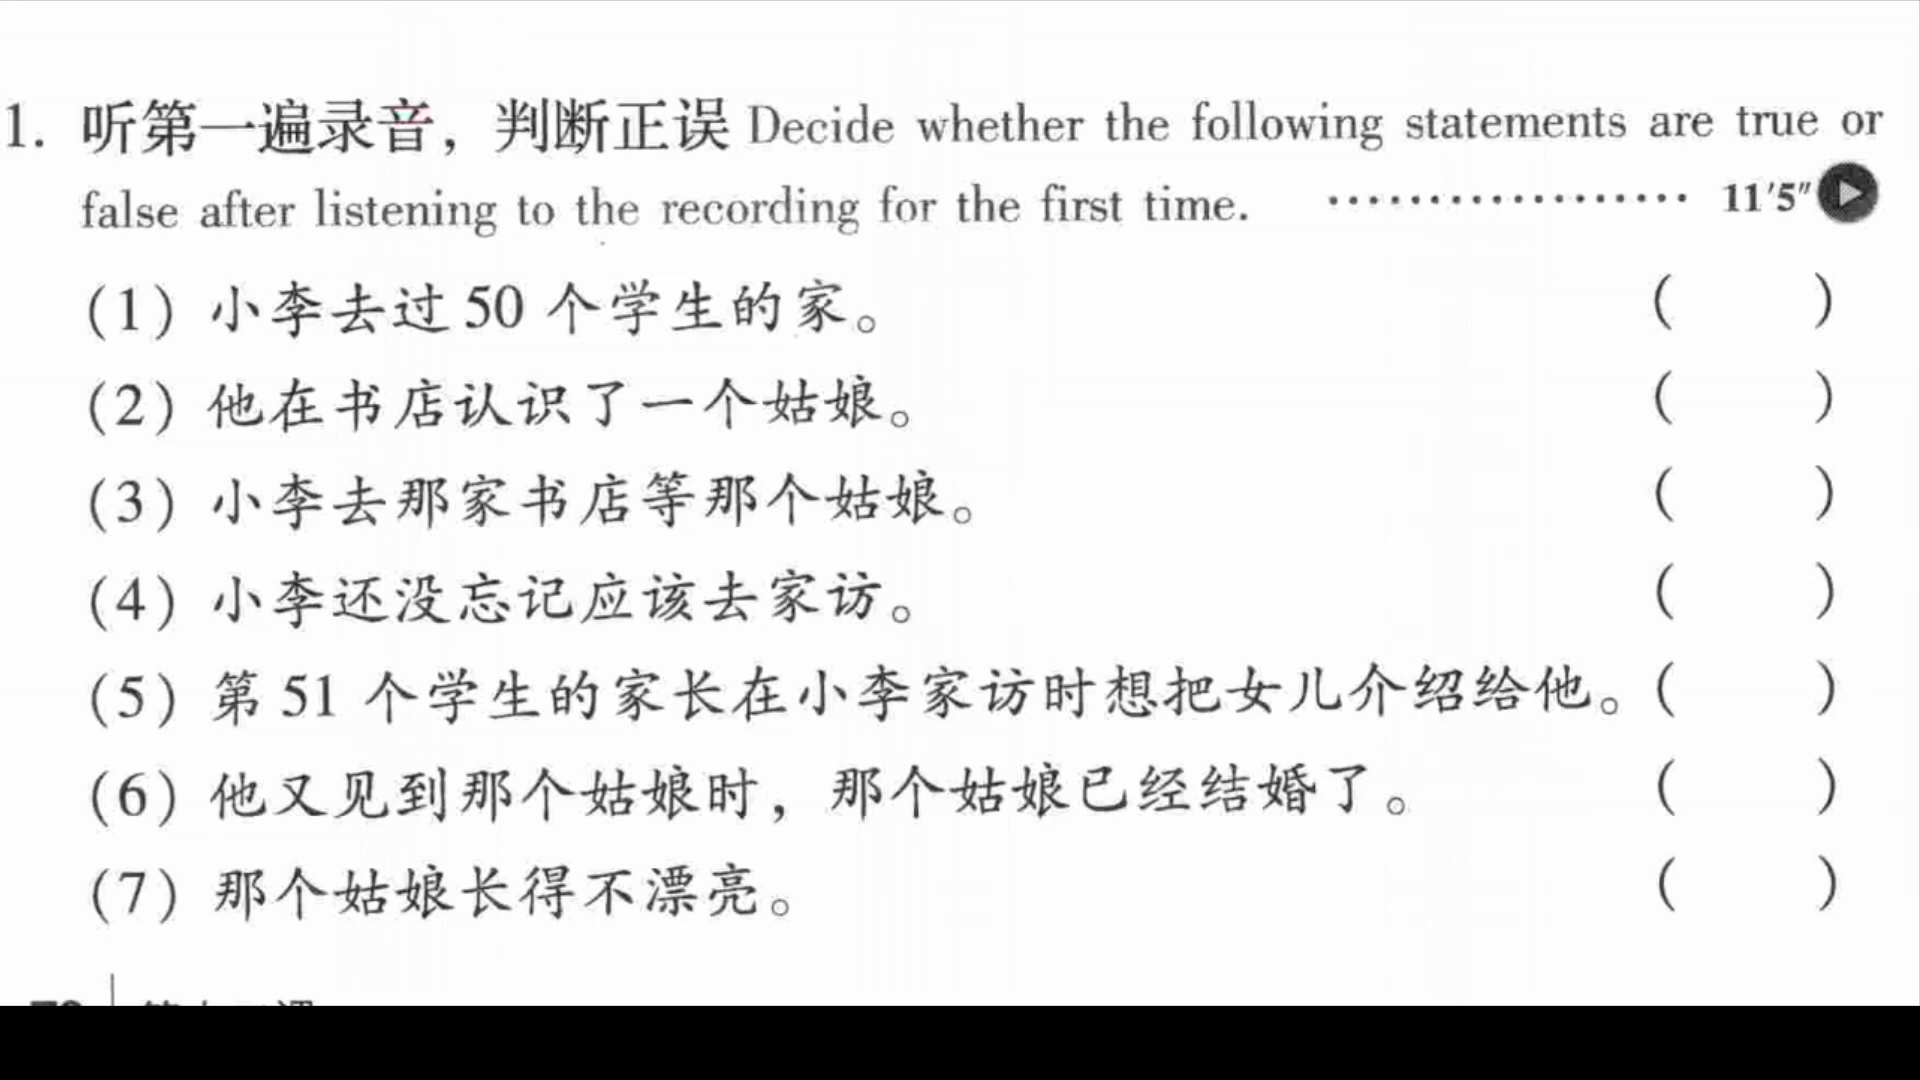 1. 听第一遍录音，判断正误 Decide whether the following statements are true or
false after listening to the recording for the first time. ·················· 11′5″
(1) 小李去过 50 个学生的家。 ( )
(2) 他在书店认识了一个姑娘。 ( )
(3) 小李去那家书店等那个姑娘。 ( )
(4) 小李还没忘记应该去家访。 ( )
(5) 第 51 个学生的家长在小李家访时想把女儿介绍给他。 ( )
(6) 他又见到那个姑娘时，那个姑娘已经结婚了。 ( )
(7) 那个姑娘长得不漂亮。 ( )